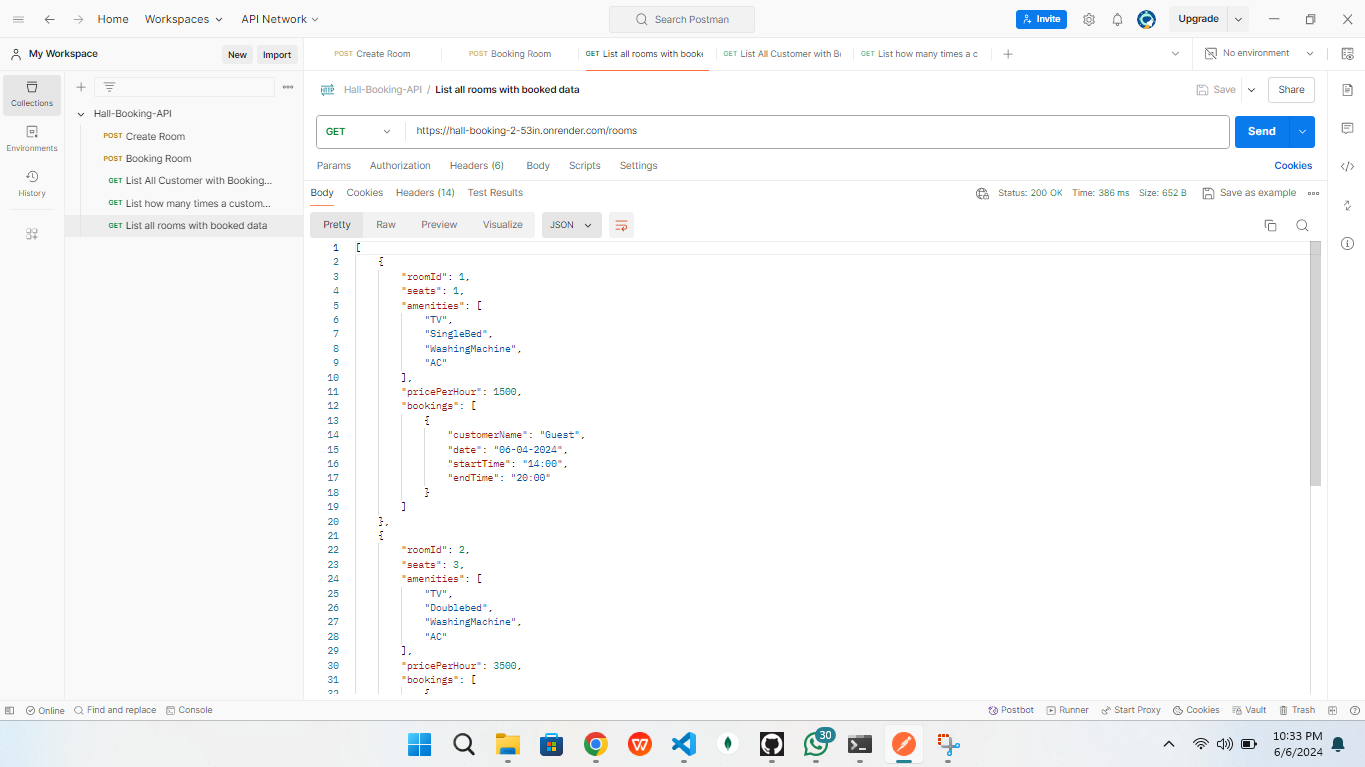 Home Workspaces API Network Search Postman Invite Upgrade
My Workspace New Import POST Create Room POST Booking Room GET List all rooms with booke GET List All Customer with B GET List how many times a c No environment
Collections
Environments
History
Hall-Booking-API
POST Create Room
POST Booking Room
GET List All Customer with Booking...
GET List how many times a custom...
GET List all rooms with booked data
HTTP Hall-Booking-API / List all rooms with booked data Save Share
GET https://hall-booking-2-53in.onrender.com/rooms Send
Params Authorization Headers (6) Body Scripts Settings Cookies
Body Cookies Headers (14) Test Results Status: 200 OK Time: 386 ms Size: 652 B Save as example
Pretty Raw Preview Visualize JSON
1 [
2 {
3 "roomId": 1,
4 "seats": 1,
5 "amenities": [
6 "TV",
7 "SingleBed",
8 "WashingMachine",
9 "AC"
10 ],
11 "pricePerHour": 1500,
12 "bookings": [
13 {
14 "customerName": "Guest",
15 "date": "06-04-2024",
16 "startTime": "14:00",
17 "endTime": "20:00"
18 }
19 ]
20 },
21 {
22 "roomId": 2,
23 "seats": 3,
24 "amenities": [
25 "TV",
26 "Doublebed",
27 "WashingMachine",
28 "AC"
29 ],
30 "pricePerHour": 3500,
31 "bookings": [
32 {
Online Find and replace Console Postbot Runner Start Proxy Cookies Vault Trash
30
10:33 PM
6/6/2024